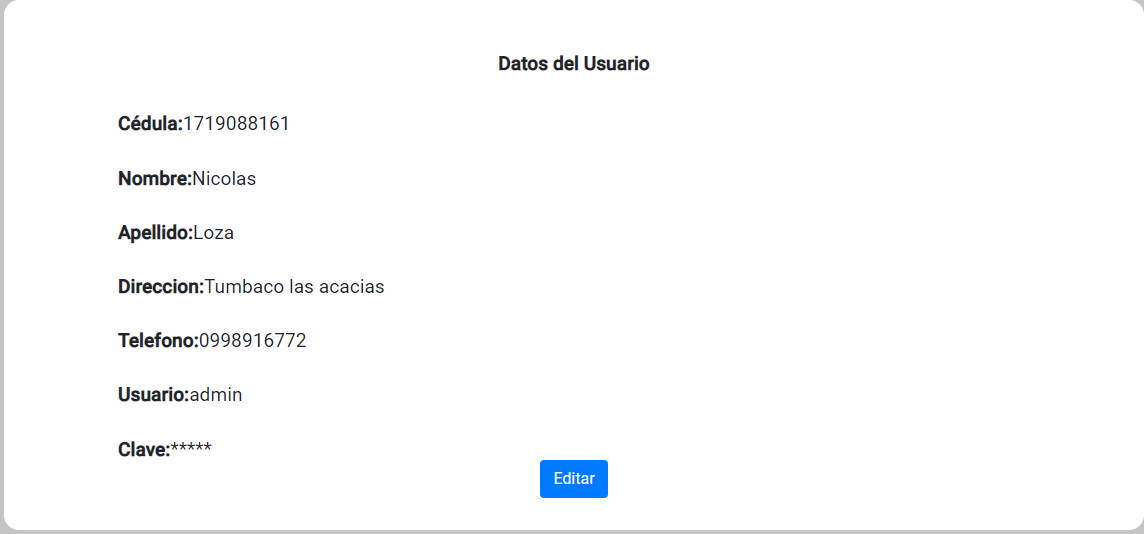 Datos del Usuario
Cédula:1719088161
Nombre:Nicolas
Apellido:Loza
Direccion:Tumbaco las acacias
Telefono:0998916772
Usuario:admin
Clave:*****
Editar